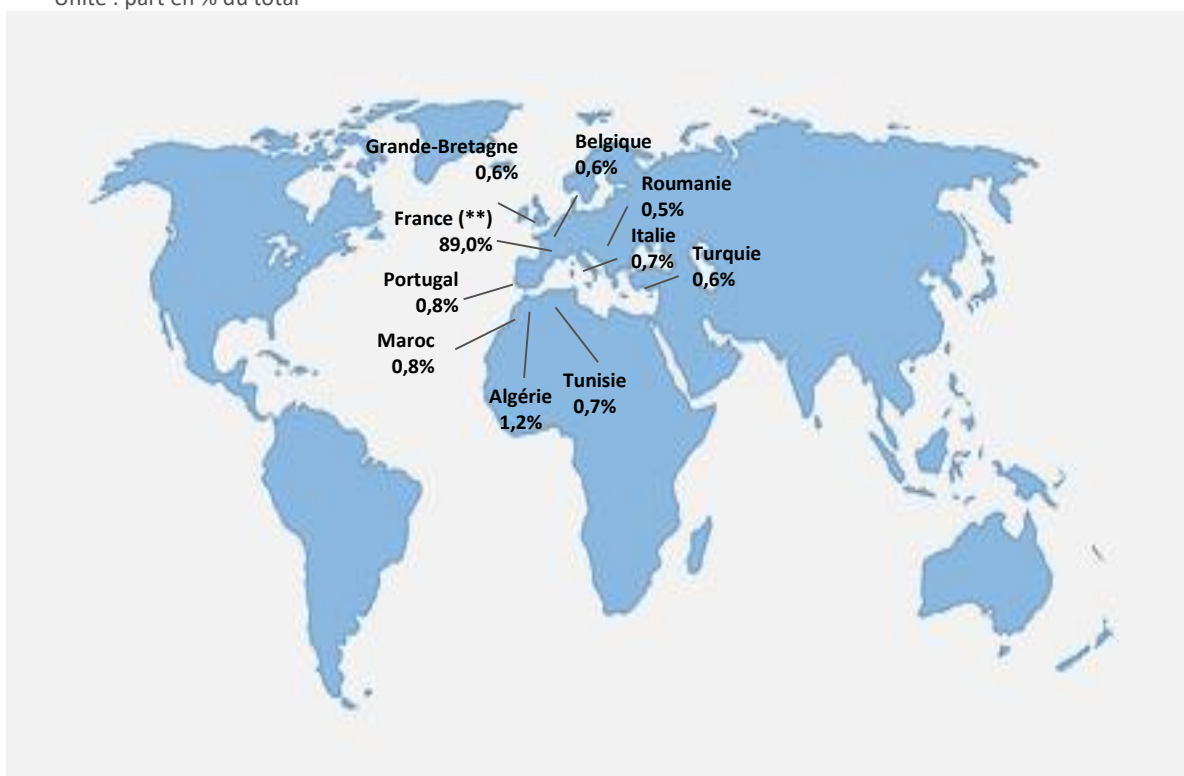 Unité : part en % du total
Grande-Bretagne
0,6%
Belgique
0,6%
Roumanie
0,5%
France (**)
89,0%
Italie
0,7%
Turquie
0,6%
Portugal
0,8%
Maroc
0,8%
Algérie
1,2%
Tunisie
0,7%